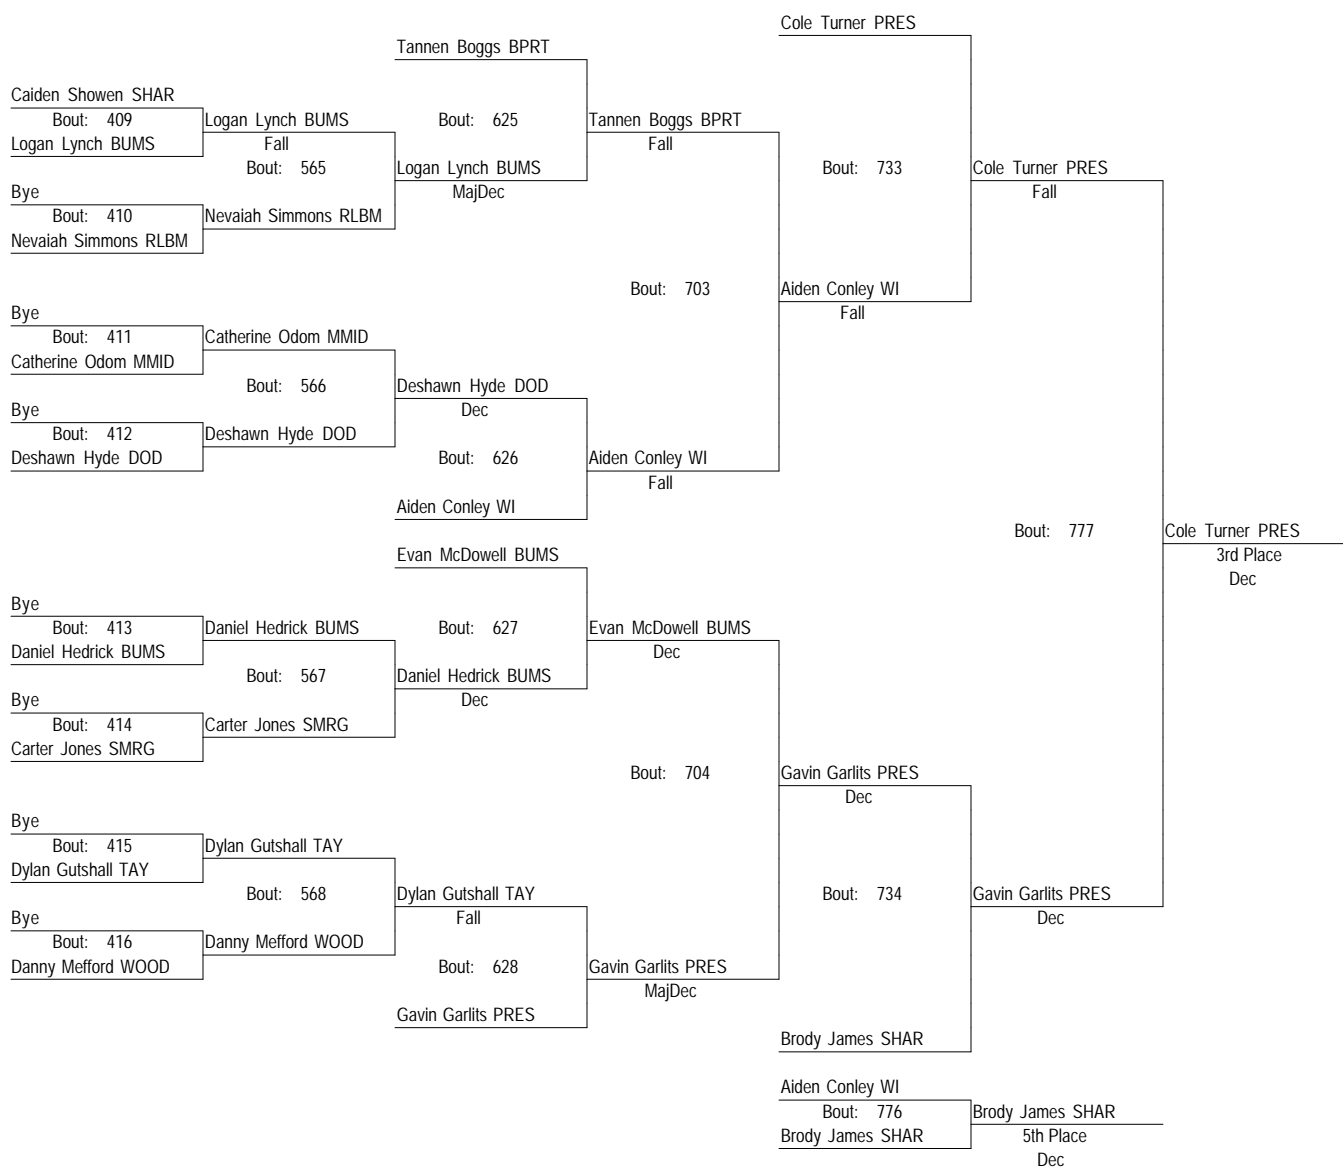 Cole Turner PRES
Tannen Boggs BPRT
Caiden Showen SHAR
Bout: 409
Logan Lynch BUMS
Bout: 625
Tannen Boggs BPRT
Logan Lynch BUMS
Fall
Fall
Bout: 565
Logan Lynch BUMS
Bout: 733
Cole Turner PRES
MajDec
Fall
Bye
Bout: 410
Nevaiah Simmons RLBM
Nevaiah Simmons RLBM
Bout: 703
Aiden Conley WI
Fall
Bye
Bout: 411
Catherine Odom MMID
Catherine Odom MMID
Bout: 566
Deshawn Hyde DOD
Dec
Bye
Bout: 412
Deshawn Hyde DOD
Deshawn Hyde DOD
Bout: 626
Aiden Conley WI
Fall
Aiden Conley WI
Bout: 777
Cole Turner PRES
3rd Place
Dec
Evan McDowell BUMS
Bye
Bout: 413
Daniel Hedrick BUMS
Bout: 627
Evan McDowell BUMS
Daniel Hedrick BUMS
Dec
Bout: 567
Daniel Hedrick BUMS
Dec
Bye
Bout: 414
Carter Jones SMRG
Carter Jones SMRG
Bout: 704
Gavin Garlits PRES
Dec
Bye
Bout: 415
Dylan Gutshall TAY
Dylan Gutshall TAY
Bout: 568
Dylan Gutshall TAY
Bout: 734
Gavin Garlits PRES
Fall
Dec
Bye
Bout: 416
Danny Mefford WOOD
Danny Mefford WOOD
Bout: 628
Gavin Garlits PRES
MajDec
Gavin Garlits PRES
Brody James SHAR
Aiden Conley WI
Bout: 776
Brody James SHAR
Brody James SHAR
5th Place
Dec